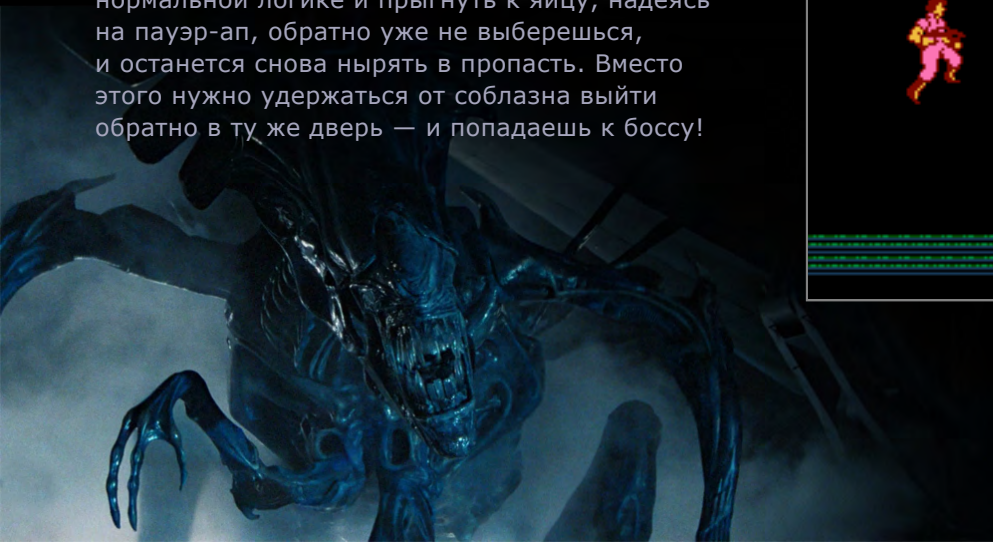 нормальной логике и прыгнуть к яйцу, надеясь
на пауэр-ап, обратно уже не выберешься,
и останется снова нырять в пропасть. Вместо
этого нужно удержаться от соблазна выйти
обратно в ту же дверь — и попадаешь к боссу!